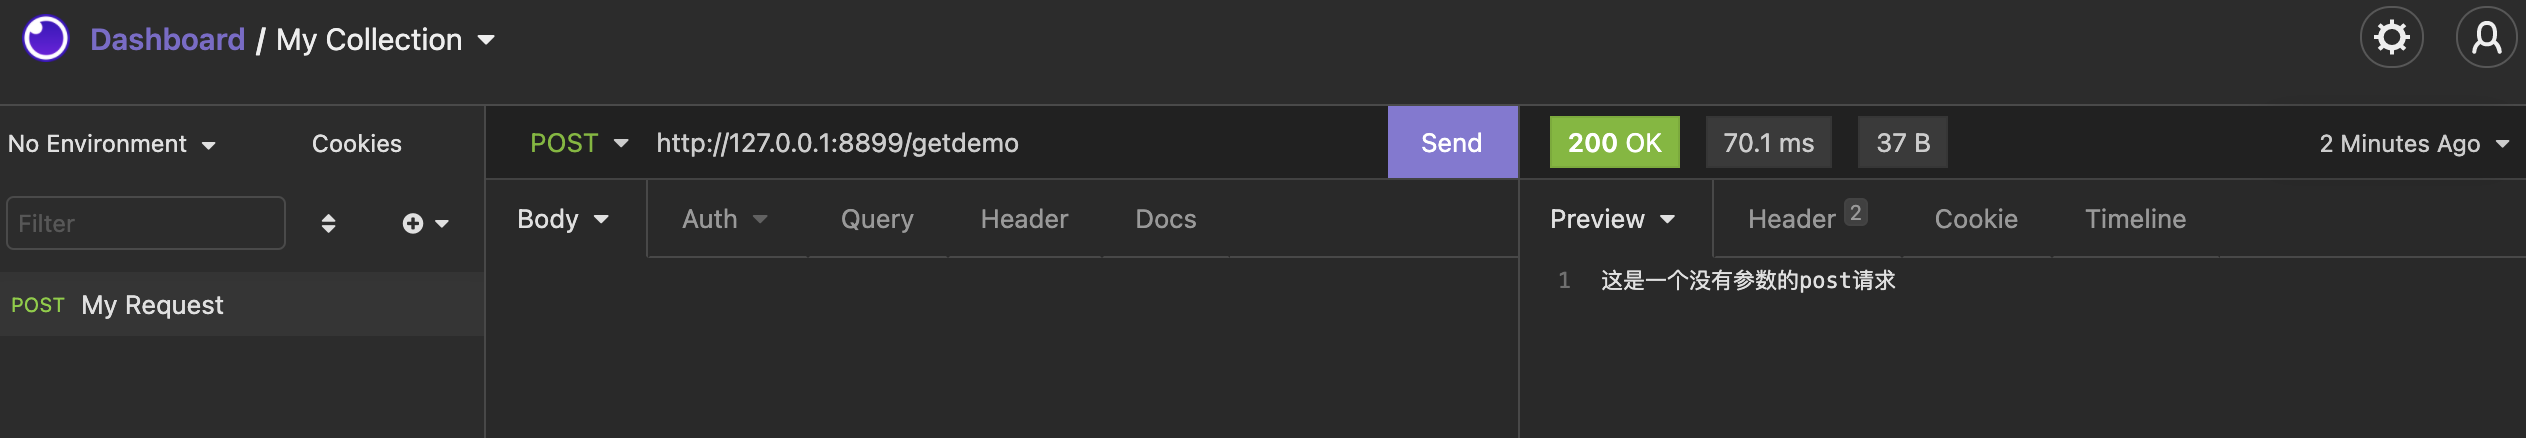 Dashboard / My Collection
No Environment Cookies
POST http://127.0.0.1:8899/getdemo Send
200 OK 70.1 ms 37 B 2 Minutes Ago
Filter
Body Auth Query Header Docs
Preview Header 2 Cookie Timeline
POST My Request
1 这是一个没有参数的post请求